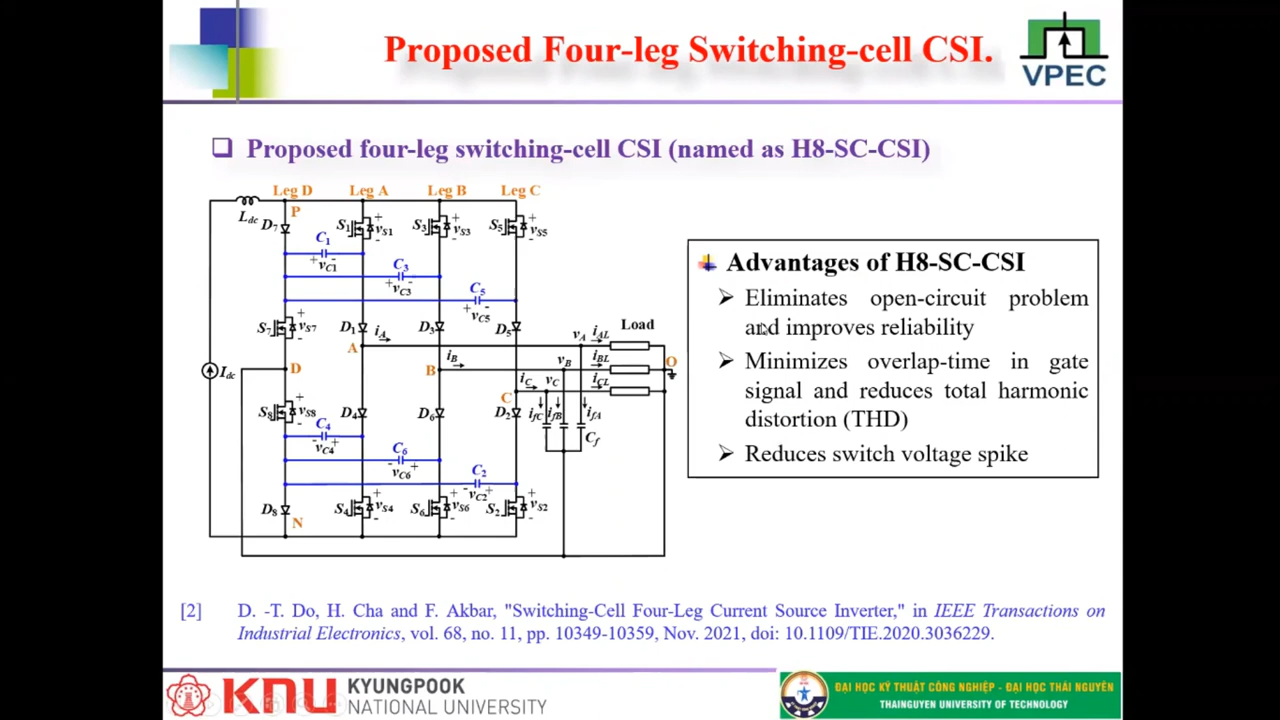 Proposed Four-leg Switching-cell CSI.
VPEC
❑ Proposed four-leg switching-cell CSI (named as H8-SC-CSI)
Leg D Leg A Leg B Leg C
P
Ldc
D7
S1
vS1
S3
vS3
S5
vS5
C1
+ vC1 -
C3
+ vC3 -
C5
+ vC5 -
S7
vS7
D1
iA
D3
D5
Load
vA
iAL
A
iB
vB
iBL
O
Idc
D
B
iC
vC
iCL
C
S8
vS8
D4
D6
D2
ifC
ifB
ifA
Cf
C4
- vC4 +
C6
- vC6 +
C2
- vC2 +
D8
N
S4
vS4
S6
vS6
S2
vS2
Advantages of H8-SC-CSI
➢ Eliminates open-circuit problem
and improves reliability
➢ Minimizes overlap-time in gate
signal and reduces total harmonic
distortion (THD)
➢ Reduces switch voltage spike
[2] D. -T. Do, H. Cha and F. Akbar, "Switching-Cell Four-Leg Current Source Inverter," in IEEE Transactions on
Industrial Electronics, vol. 68, no. 11, pp. 10349-10359, Nov. 2021, doi: 10.1109/TIE.2020.3036229.
KNU KYUNGPOOK
NATIONAL UNIVERSITY
ĐẠI HỌC KỸ THUẬT CÔNG NGHIỆP - ĐẠI HỌC THÁI NGUYÊN
THAINGUYEN UNIVERSITY OF TECHNOLOGY